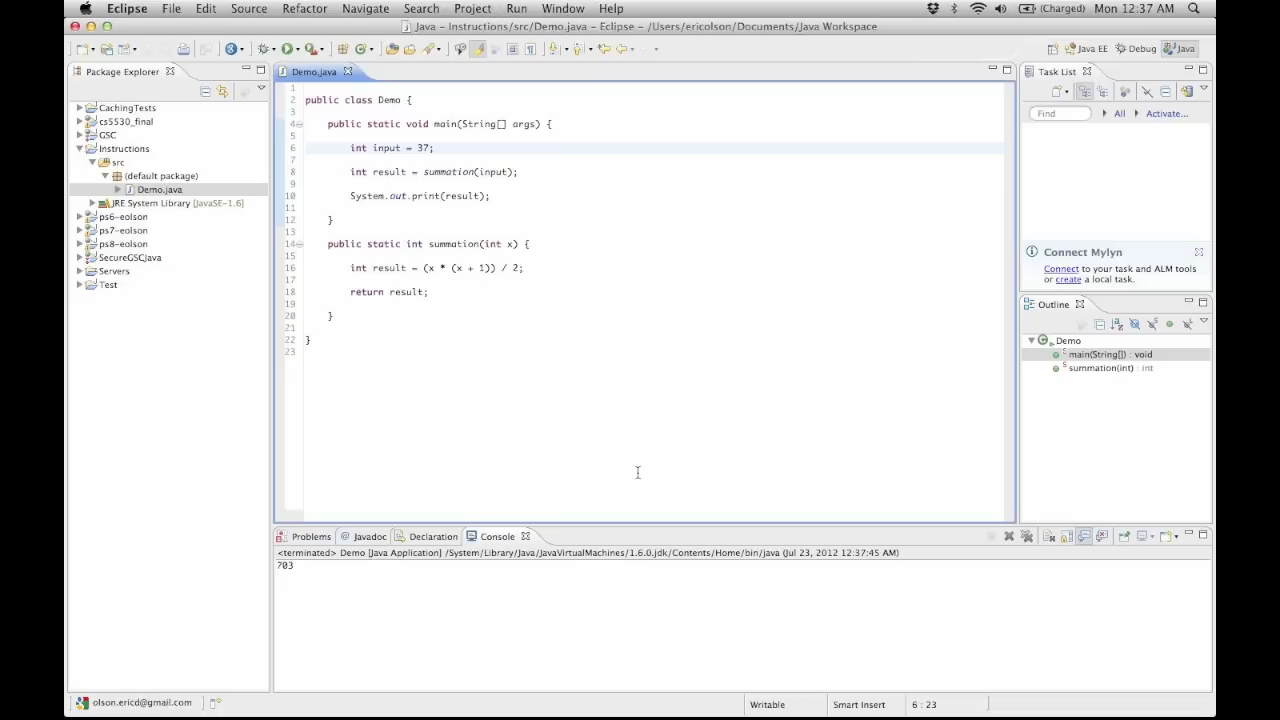 Eclipse File Edit Source Refactor Navigate Search Project Run Window Help (Charged) Mon 12:37 AM
Java - Instructions/src/Demo.java - Eclipse - /Users/ericolson/Documents/Java Workspace
Java EE Debug Java
Package Explorer
CachingTests
cs5530_final
GSC
Instructions
src
(default package)
Demo.java
JRE System Library [JavaSE-1.6]
ps6-eolson
ps7-eolson
ps8-eolson
SecureGSCJava
Servers
Test
Demo.java
1
2 public class Demo {
3
4 public static void main(String[] args) {
5
6 int input = 37;
7
8 int result = summation(input);
9
10 System.out.print(result);
11
12 }
13
14 public static int summation(int x) {
15
16 int result = (x * (x + 1)) / 2;
17
18 return result;
19
20 }
21
22 }
23
Task List
Find All Activate...
Connect Mylyn
Connect to your task and ALM tools
or create a local task.
Outline
Demo
main(String[]) : void
summation(int) : int
Problems Javadoc Declaration Console
<terminated> Demo [Java Application] /System/Library/Java/JavaVirtualMachines/1.6.0.jdk/Contents/Home/bin/java (Jul 23, 2012 12:37:45 AM)
703
olson.ericd@gmail.com
Writable Smart Insert 6 : 23